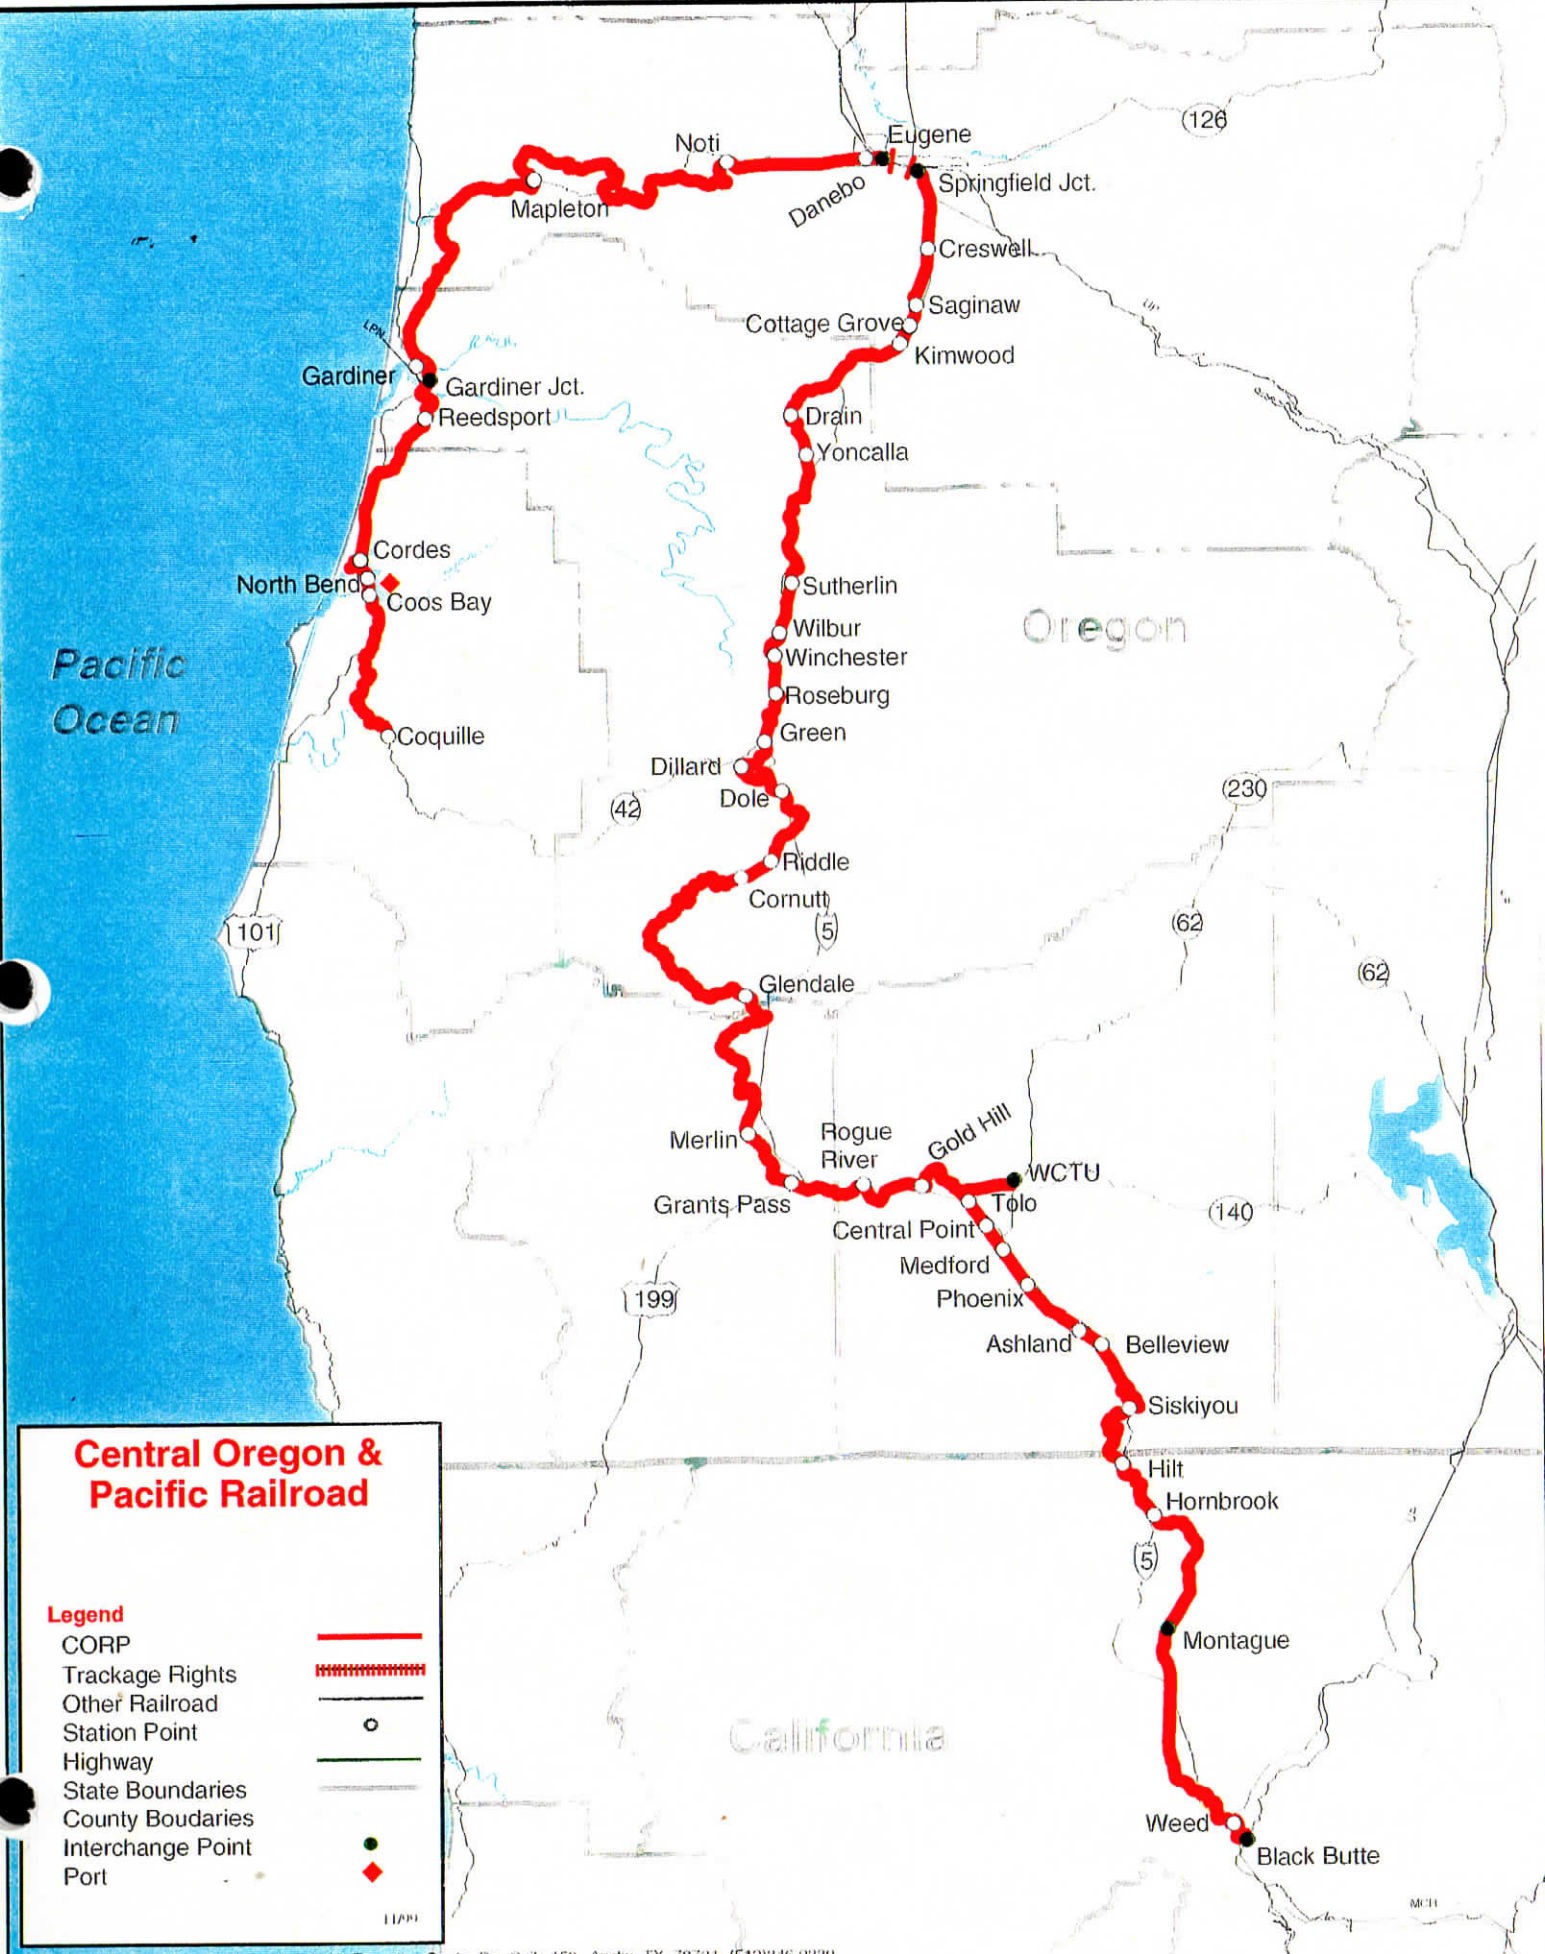 126
Eugene
Noti
Springfield Jct.
Danebo
Mapleton
Creswell
UP
Saginaw
Cottage Grove
LPN
Kimwood
Gardiner
Gardiner Jct.
Reedsport
Drain
Yoncalla
Cordes
North Bend
Coos Bay
Sutherlin
Oregon
Wilbur
Winchester
Pacific
Ocean
Roseburg
Green
Coquille
Dillard
Dole
42
230
Riddle
Cornutt
5
101
62
62
Glendale
Merlin
Rogue
River
Gold Hill
WCTU
Grants Pass
Tolo
140
Central Point
Medford
199
Phoenix
Ashland
Belleview
Siskiyou
Hilt
Hornbrook
5
Montague
California
Weed
Black Butte
Central Oregon &
Pacific Railroad
Legend
CORP
Trackage Rights
Other Railroad
Station Point
Highway
State Boundaries
County Boudaries
Interchange Point
Port
11/99